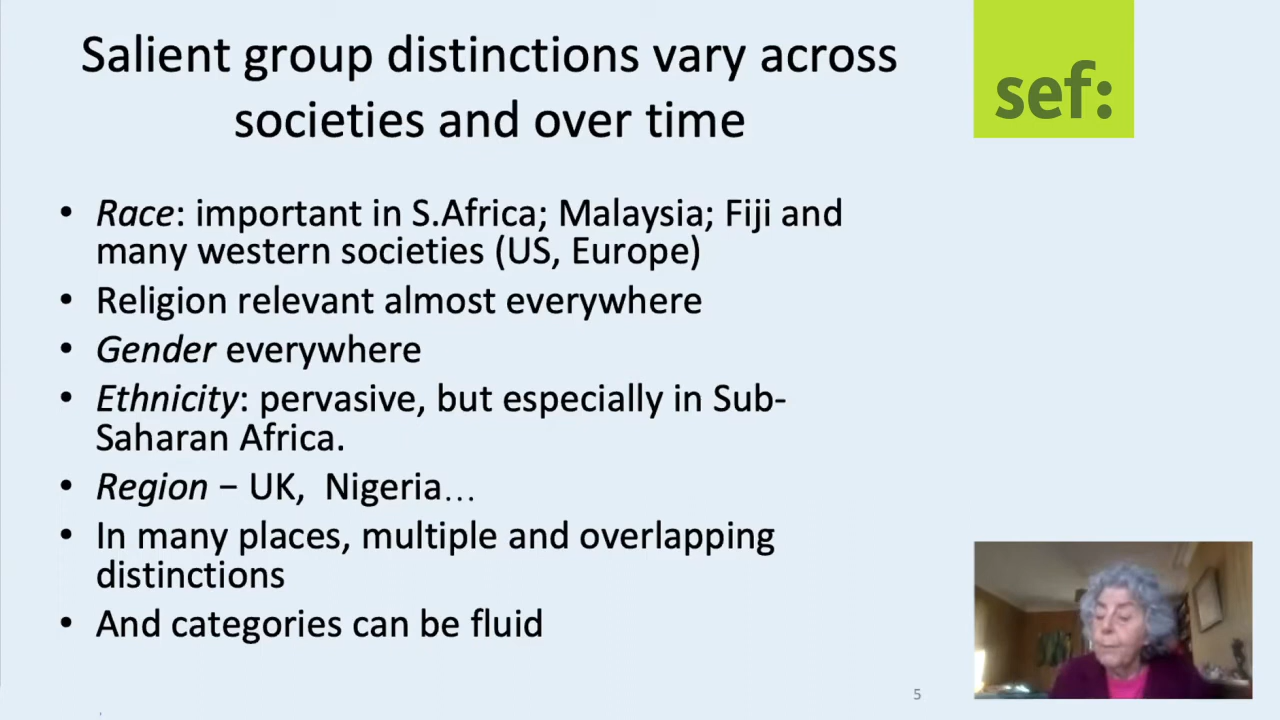 Salient group distinctions vary across
societies and over time
sef:
• Race: important in S.Africa; Malaysia; Fiji and
many western societies (US, Europe)
• Religion relevant almost everywhere
• Gender everywhere
• Ethnicity: pervasive, but especially in Sub-
Saharan Africa.
• Region – UK,  Nigeria…
• In many places, multiple and overlapping
distinctions
• And categories can be fluid
5